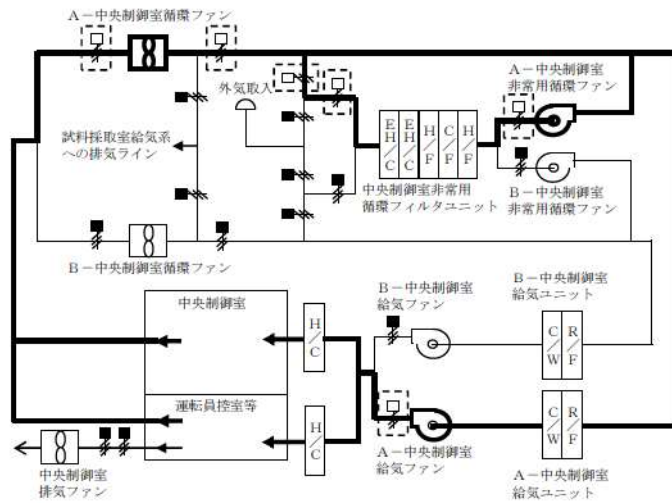 A-中央制御室循環ファン
外気取入
A-中央制御室
非常用循環ファン
試料採取室給気系
への排気ライン
EH/C
EH/C
H/F
C/F
H/F
中央制御室非常用
循環フィルタユニット
B-中央制御室
非常用循環ファン
B-中央制御室循環ファン
中央制御室
H/C
B-中央制御室
給気ファン
B-中央制御室
給気ユニット
C/W
R/F
運転員控室等
H/C
中央制御室
排気ファン
A-中央制御室
給気ファン
C/W
R/F
A-中央制御室
給気ユニット